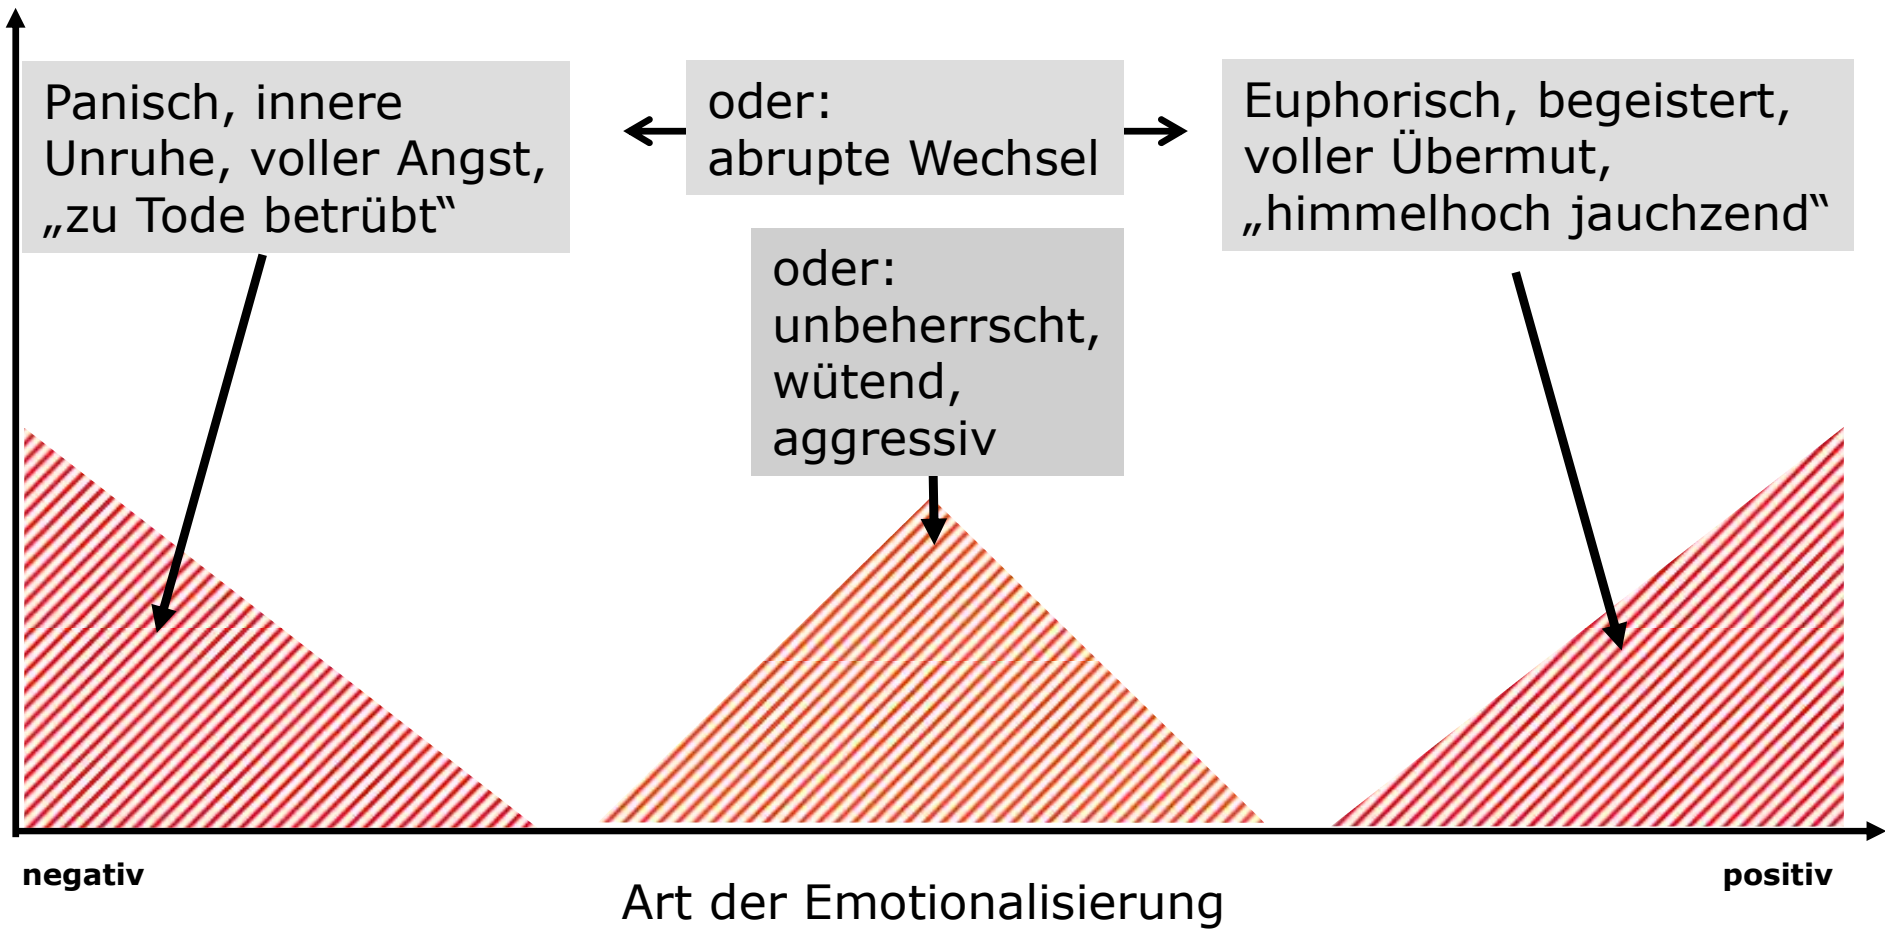 Panisch, innere
Unruhe, voller Angst,
„zu Tode betrübt“
oder:
abrupte Wechsel
Euphorisch, begeistert,
voller Übermut,
„himmelhoch jauchzend“
oder:
unbeherrscht,
wütend,
aggressiv
negativ
positiv
Art der Emotionalisierung